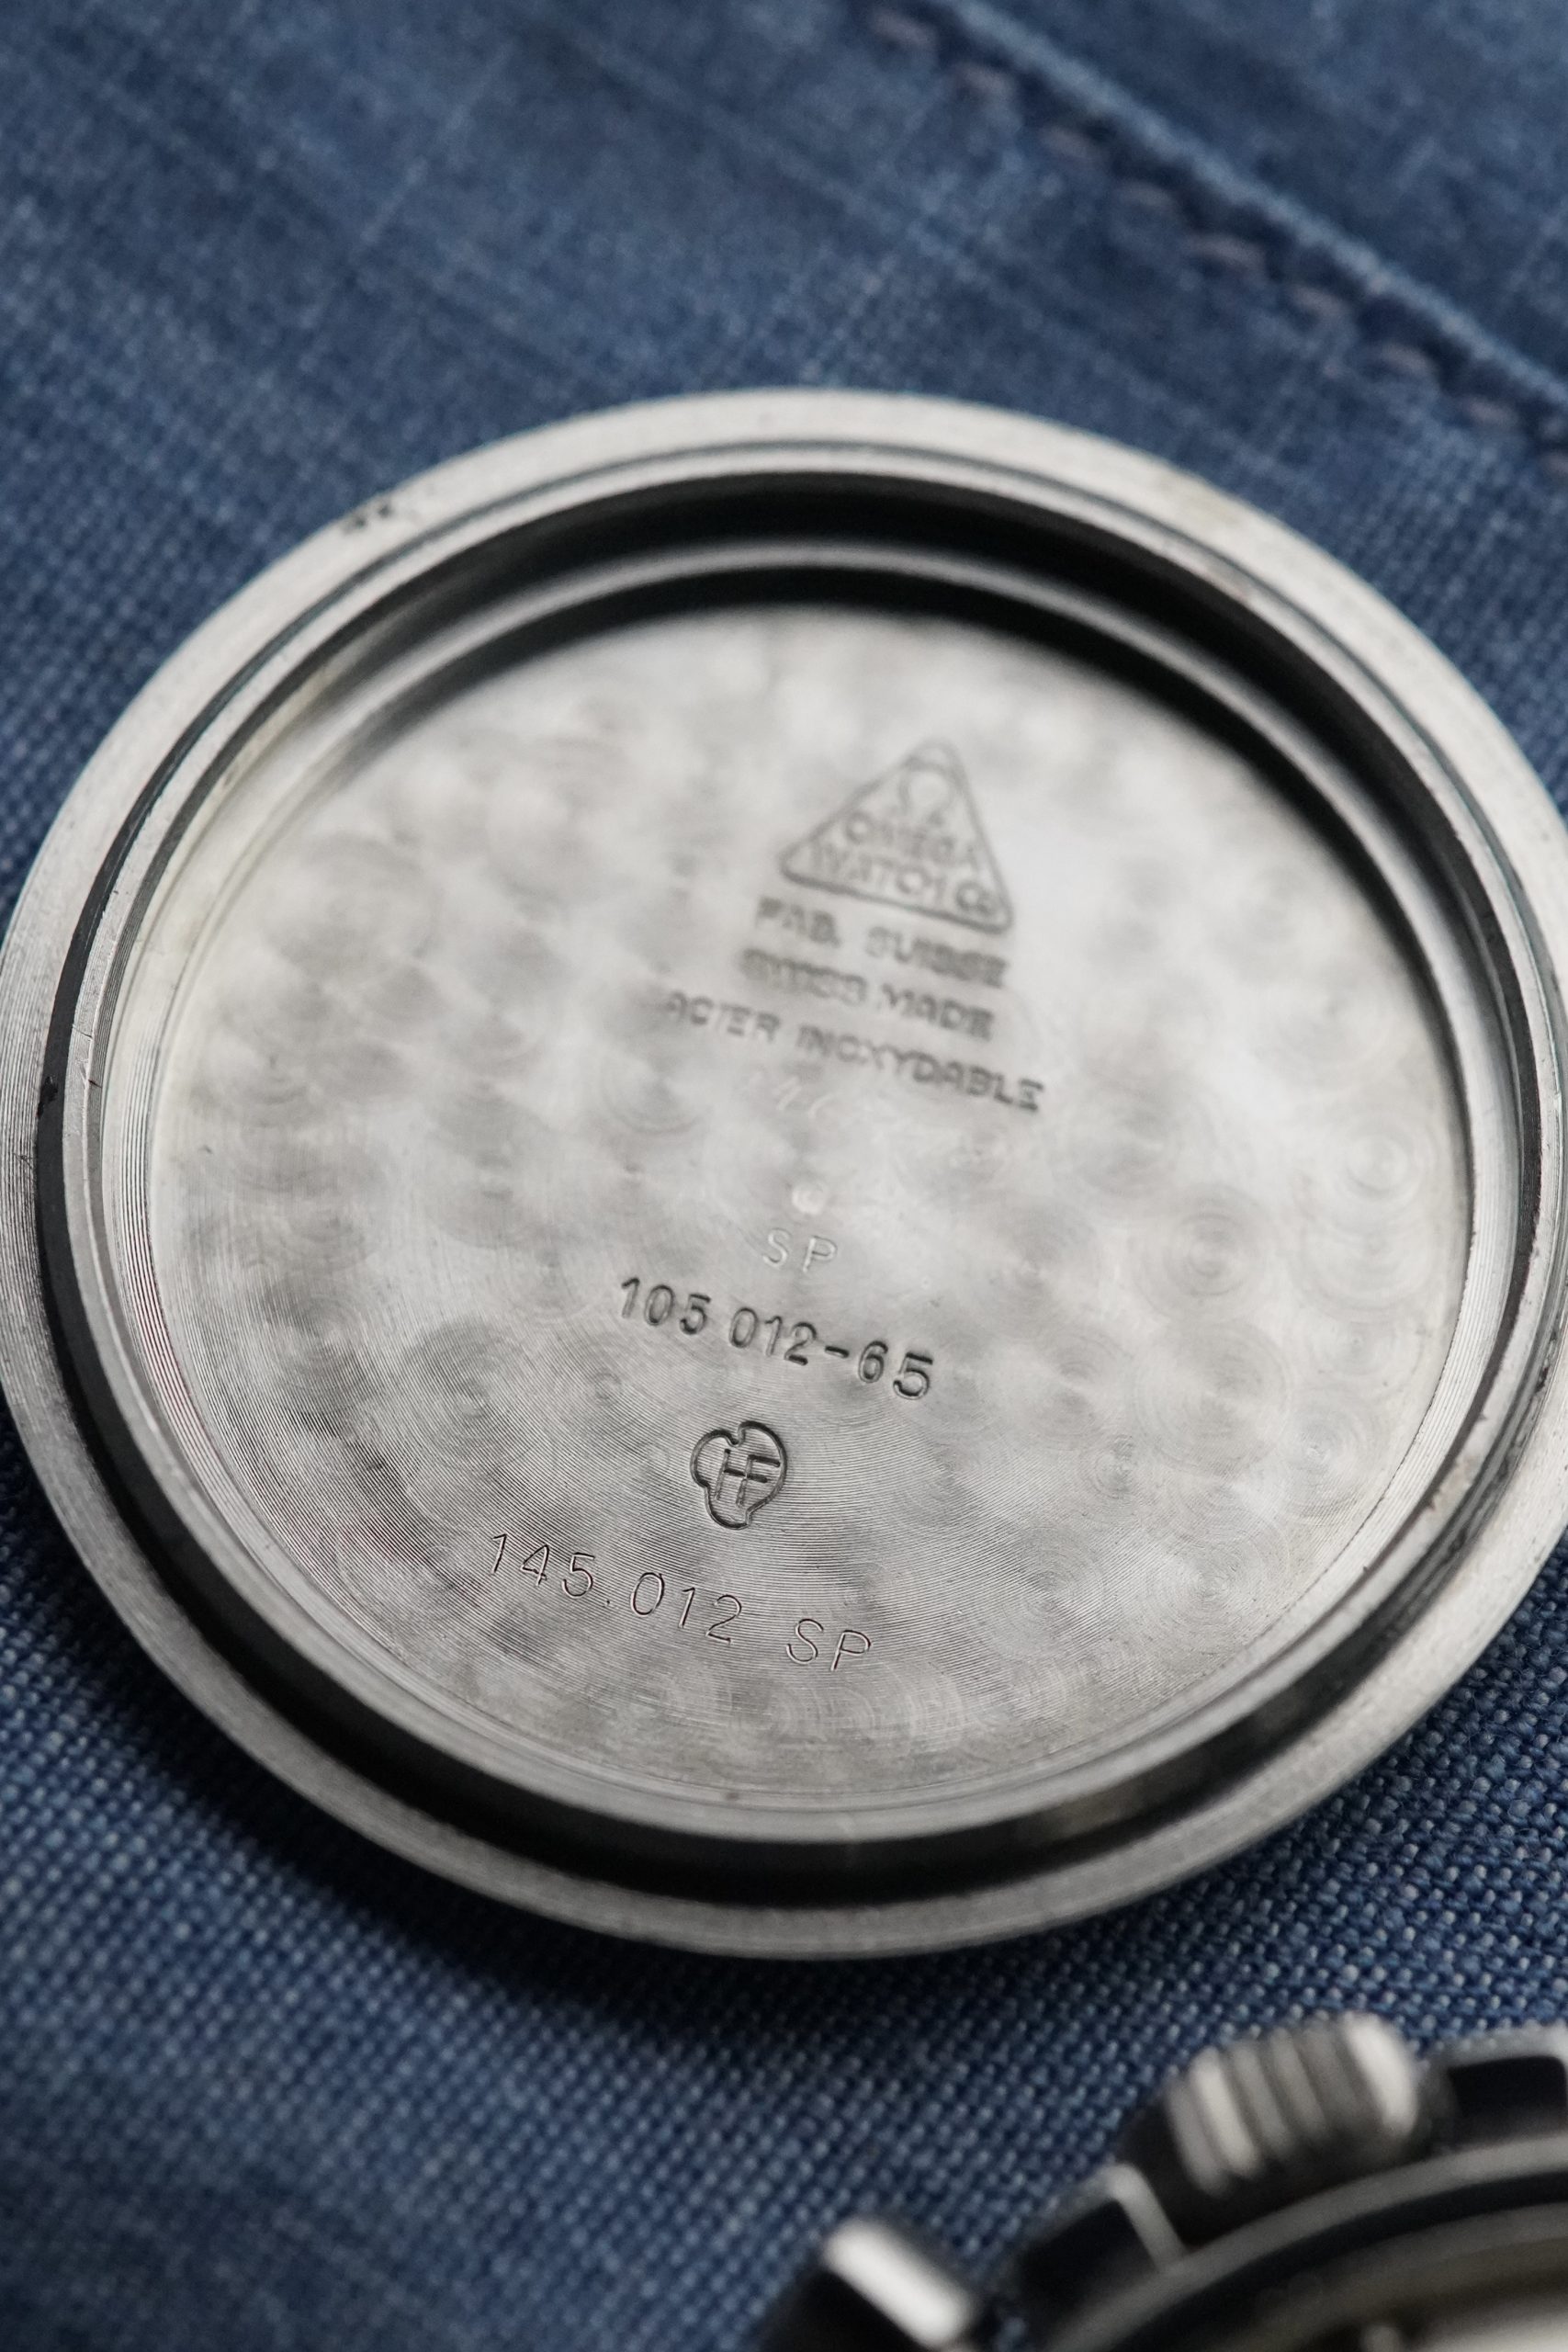 Ω
OMEGA
WATCH Co
FAB. SUISSE
SWISS MADE
ACIER INOXYDABLE
SP
105 012-65
HF
145.012 SP